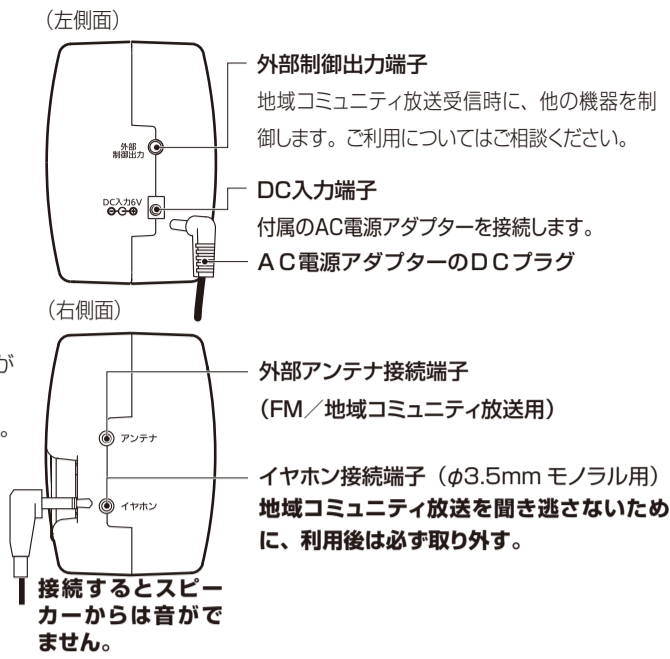 （左側面）
外部制御出力端子
地域コミュニティ放送受信時に、他の機器を制
御します。ご利用についてはご相談ください。
外部
制御出力
DC入力端子
DC入力6V
付属のAC電源アダプターを接続します。
AC電源アダプターのDCプラグ
（右側面）
が
。
外部アンテナ接続端子
（FM／地域コミュニティ放送用）
アンテナ
イヤホン接続端子（φ3.5mm モノラル用）
イヤホン
地域コミュニティ放送を聞き逃さないため
に、利用後は必ず取り外す。
接続するとスピー
カーからは音がで
ません。